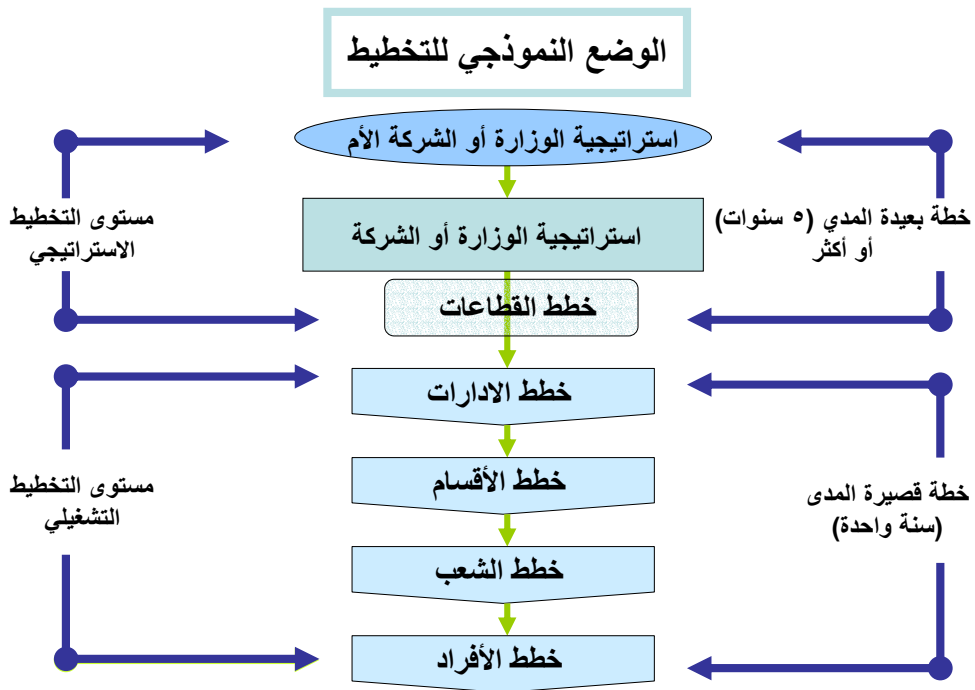 الوضع النموذجي للتخطيط
استراتيجية الوزارة أو الشركة الأم
خطة بعيدة المدي (٥ سنوات)
أو أكثر
استراتيجية الوزارة أو الشركة
مستوى التخطيط
الاستراتيجي
خطط القطاعات
خطط الادارات
خطة قصيرة المدى
(سنة واحدة)
خطط الأقسام
مستوى التخطيط
التشغيلي
خطط الشعب
خطط الأفراد